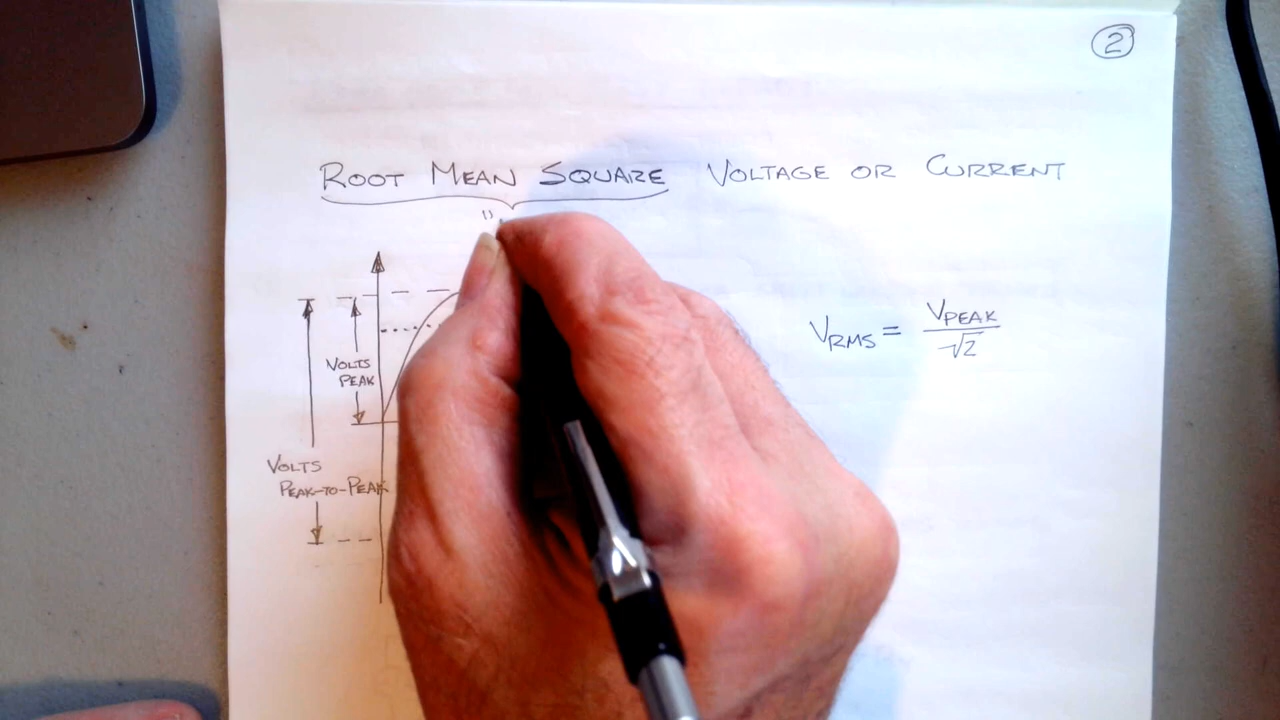 2
ROOT MEAN SQUARE VOLTAGE OR CURRENT
"
VOLTS
PEAK
VOLTS
PEAK-TO-PEAK
VRMS = VPEAK
√2